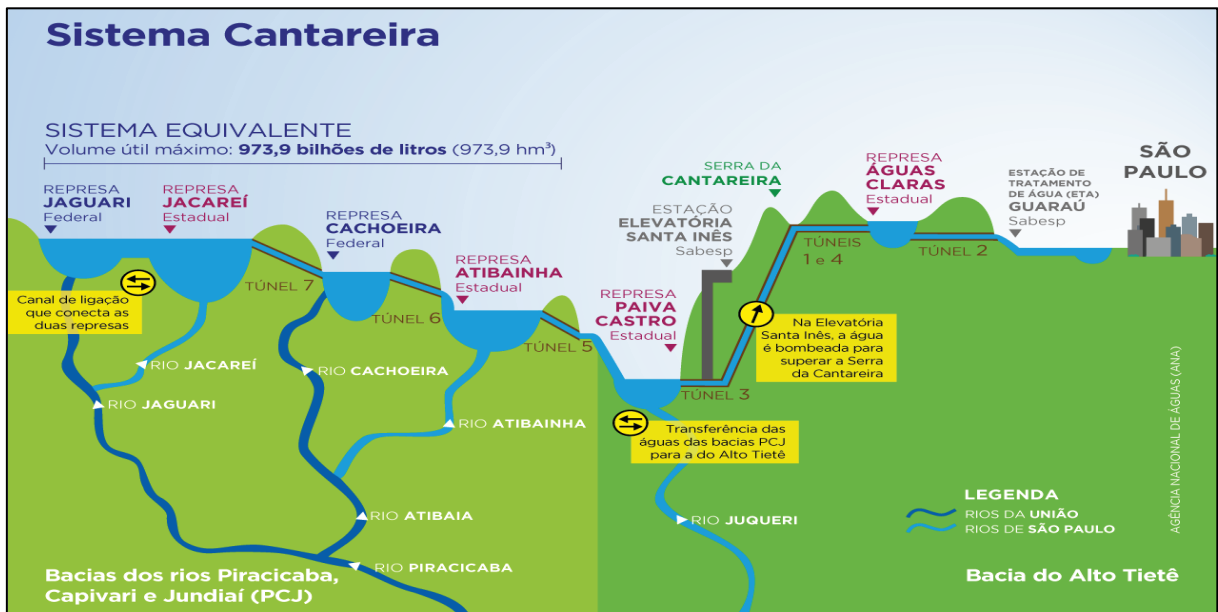 Sistema Cantareira
SISTEMA EQUIVALENTE
Volume útil máximo: 973,9 bilhões de litros (973,9 hm³)
REPRESA
JAGUARI
Federal
REPRESA
JACAREÍ
Estadual
REPRESA
CACHOEIRA
Federal
REPRESA
ATIBAINHA
Estadual
REPRESA
PAIVA
CASTRO
Estadual
ESTAÇÃO
ELEVATÓRIA
SANTA INÊS
Sabesp
SERRA DA
CANTAREIRA
REPRESA
ÁGUAS
CLARAS
Estadual
ESTAÇÃO DE
TRATAMENTO
DE ÁGUA (ETA)
GUARAÚ
Sabesp
SÃO
PAULO
Canal de ligação
que conecta as
duas represas
TÚNEL 7
TÚNEL 6
TÚNEL 5
TÚNEL 3
TÚNEIS
1 e 4
TÚNEL 2
Na Elevatória
Santa Inês, a água
é bombeada para
superar a Serra
da Cantareira
Transferência das
águas das bacias PCJ
para a do Alto Tietê
RIO JACAREÍ
RIO JAGUARI
RIO CACHOEIRA
RIO ATIBAINHA
RIO ATIBAIA
RIO PIRACICABA
RIO JUQUERI
LEGENDA
RIOS DA UNIÃO
RIOS DE SÃO PAULO
AGÊNCIA NACIONAL DE ÁGUAS (ANA)
Bacias dos rios Piracicaba,
Capivari e Jundiaí (PCJ)
Bacia do Alto Tietê